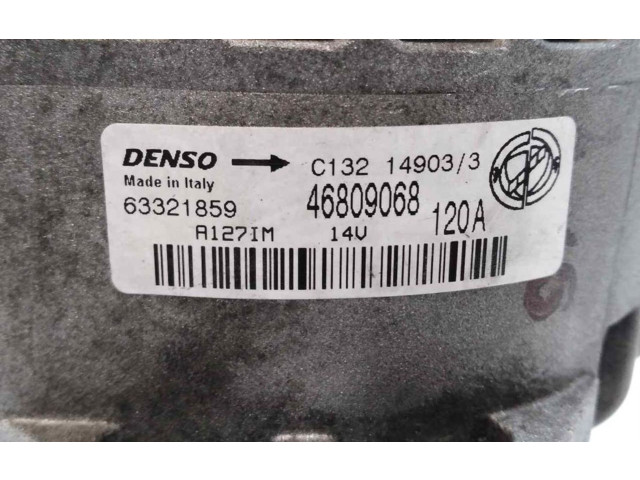 DENSO → C132 14903/3
Made in Italy
63321859 46809068 120A
A127IM 14V